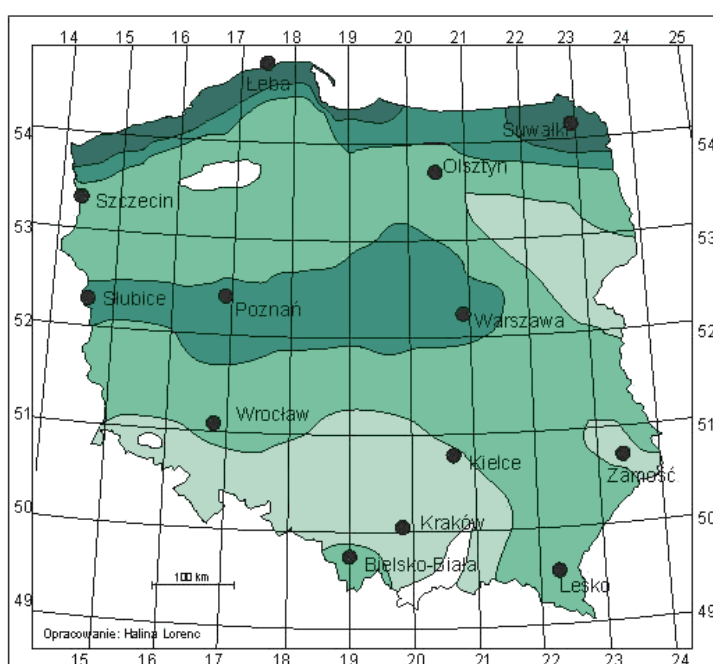 14 15 16 17 18 19 20 21 22 23 24 25
Łeba
54
Suwałki
54
Olsztyn
Szczecin
53
53
Słubice
Poznań
Warszawa
52
52
Wrocław
51
51
Kielce
Zamość
50
Kraków
50
Bielsko-Biała
Lesko
100 km
49
49
Opracowanie: Halina Lorenc
15 16 17 18 19 20 21 22 23 24